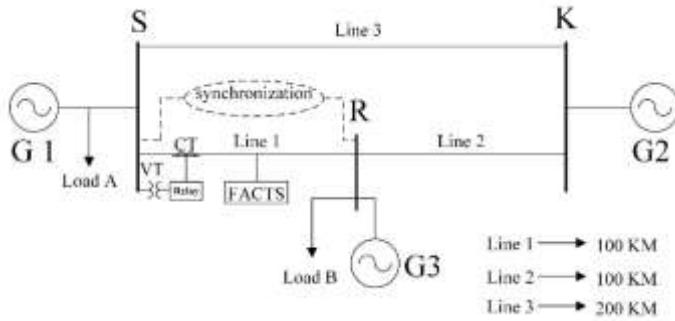 S
K
Line 3
synchronization
R
G 1
CT
Line 1
Line 2
G2
Load A
VT
Relay
FACTS
Load B
G3
Line 1 100 KM
Line 2 100 KM
Line 3 200 KM